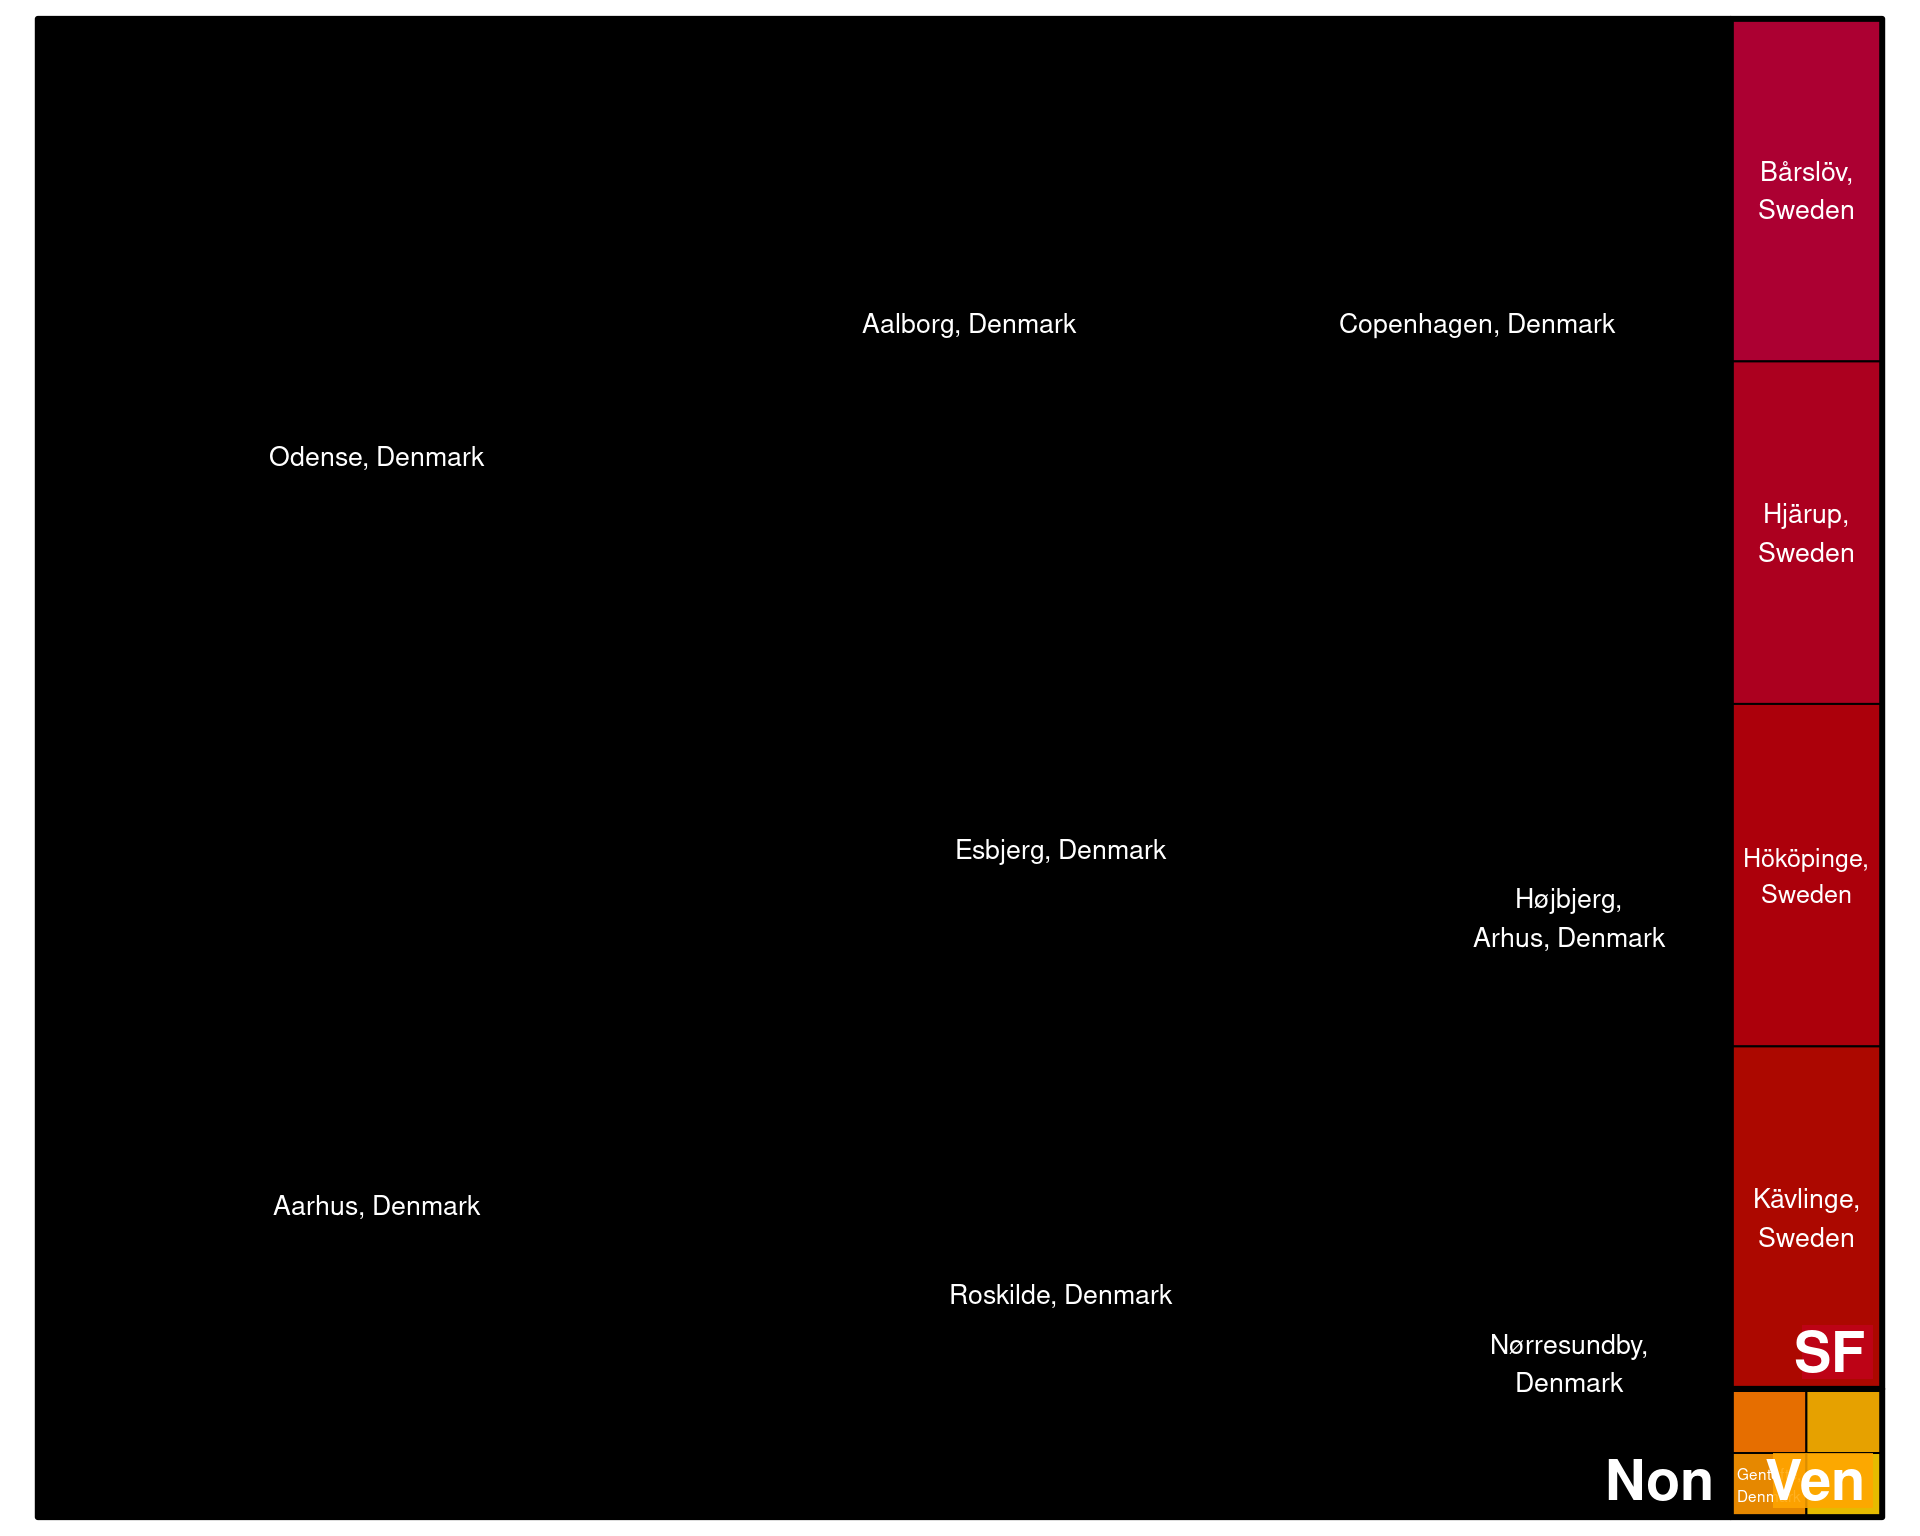 Bårslöv,
Sweden
Aalborg, Denmark
Copenhagen, Denmark
Odense, Denmark
Hjärup,
Sweden
Esbjerg, Denmark
Højbjerg,
Arhus, Denmark
Hököpinge,
Sweden
Aarhus, Denmark
Kävlinge,
Sweden
Roskilde, Denmark
Nørresundby,
Denmark
SF
Non
Ven